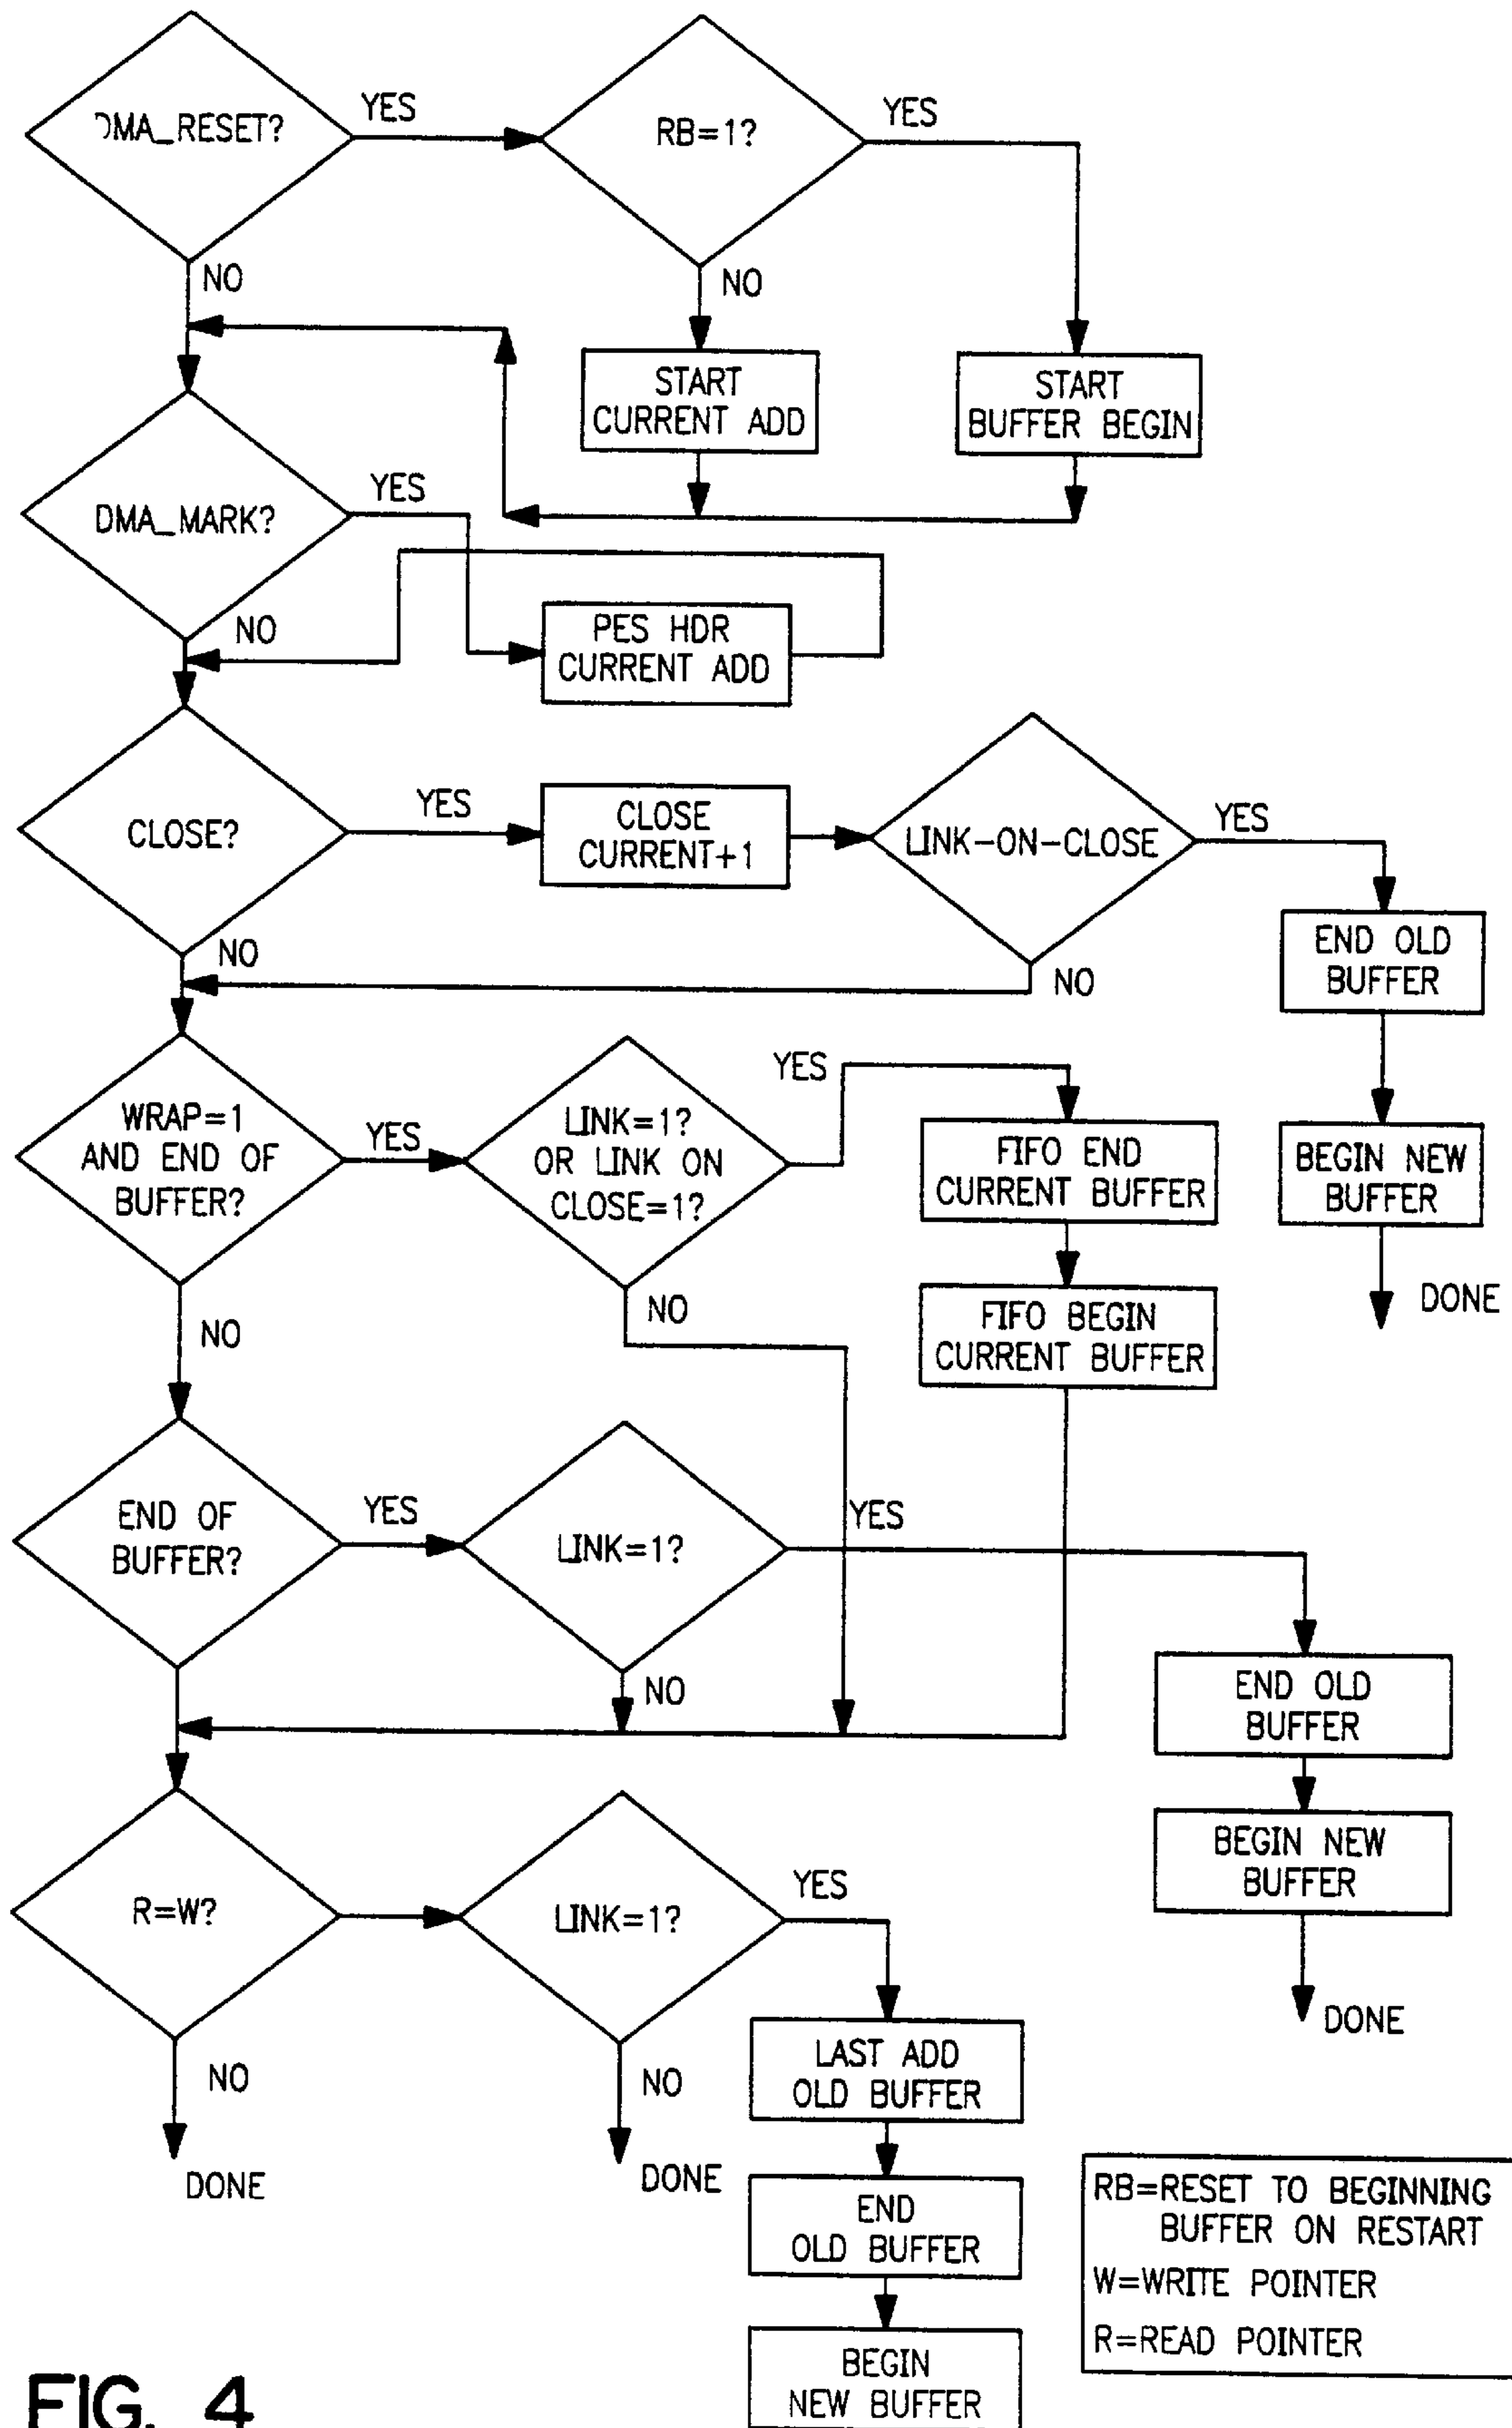 DMA_RESET?
YES
RB=1?
YES
NO
NO
START
CURRENT ADD
START
BUFFER BEGIN
DMA_MARK?
YES
NO
PES HDR
CURRENT ADD
CLOSE?
YES
CLOSE
CURRENT+1
LINK-ON-CLOSE
YES
NO
NO
END OLD
BUFFER
BEGIN NEW
BUFFER
DONE
WRAP=1
AND END OF
BUFFER?
YES
LINK=1?
OR LINK ON
CLOSE=1?
YES
FIFO END
CURRENT BUFFER
NO
NO
FIFO BEGIN
CURRENT BUFFER
END OF
BUFFER?
YES
LINK=1?
YES
NO
END OLD
BUFFER
BEGIN NEW
BUFFER
DONE
R=W?
LINK=1?
YES
NO
DONE
NO
DONE
LAST ADD
OLD BUFFER
END
OLD BUFFER
BEGIN
NEW BUFFER
RB=RESET TO BEGINNING
BUFFER ON RESTART
W=WRITE POINTER
R=READ POINTER
FIG. 4